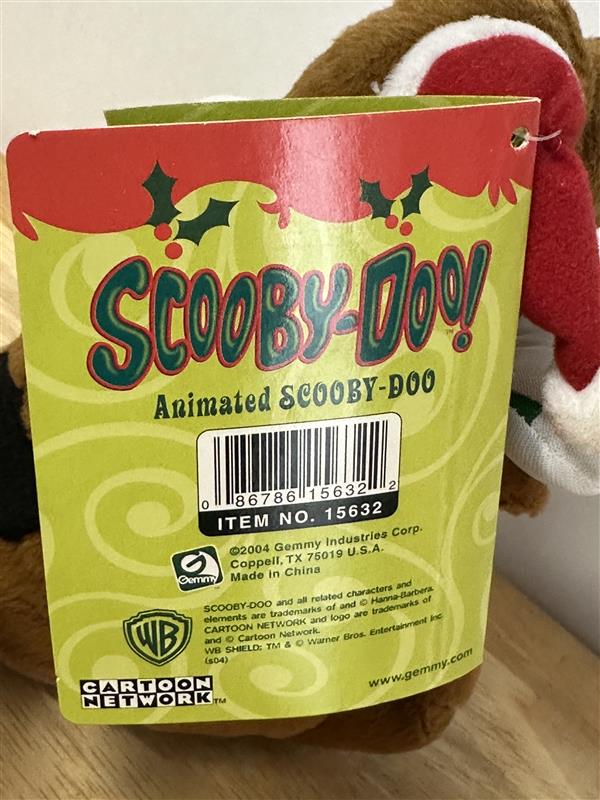 SCOOBY-DOO!
Animated SCOOBY-DOO
0 86786 15632 2
ITEM NO. 15632
©2004 Gemmy Industries Corp.
Coppell, TX 75019 U.S.A.
Made in China
Gemmy
SCOOBY-DOO and all related characters and
elements are trademarks of and © Hanna-Barbera.
CARTOON NETWORK and logo are trademarks of
and © Cartoon Network.
WB SHIELD: TM & © Warner Bros. Entertainment Inc.
(s04)
WB
CARTOON
NETWORK TM
www.gemmy.com